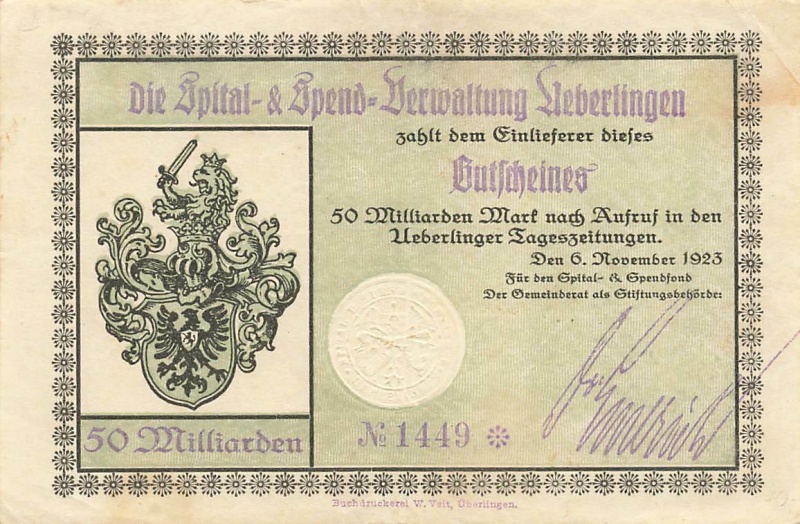 Die Spital- & Spend-Verwaltung Ueberlingen
zahlt dem Einlieferer dieses
Gutscheines
50 Milliarden Mark nach Aufruf in den
Ueberlinger Tageszeitungen.
Den 6. November 1923
Für den Spital- & Spendfond
Der Gemeinderat als Stiftungsbehörde:
50 Milliarden
№ 1449 *
Buchdruckerei W. Veit, Überlingen.